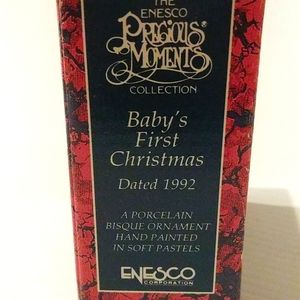 THE
ENESCO
PRECIOUS®
MOMENTS
COLLECTION
Baby's
First
Christmas
Dated 1992
A PORCELAIN
BISQUE ORNAMENT
HAND PAINTED
IN SOFT PASTELS
ENESCO
CORPORATION